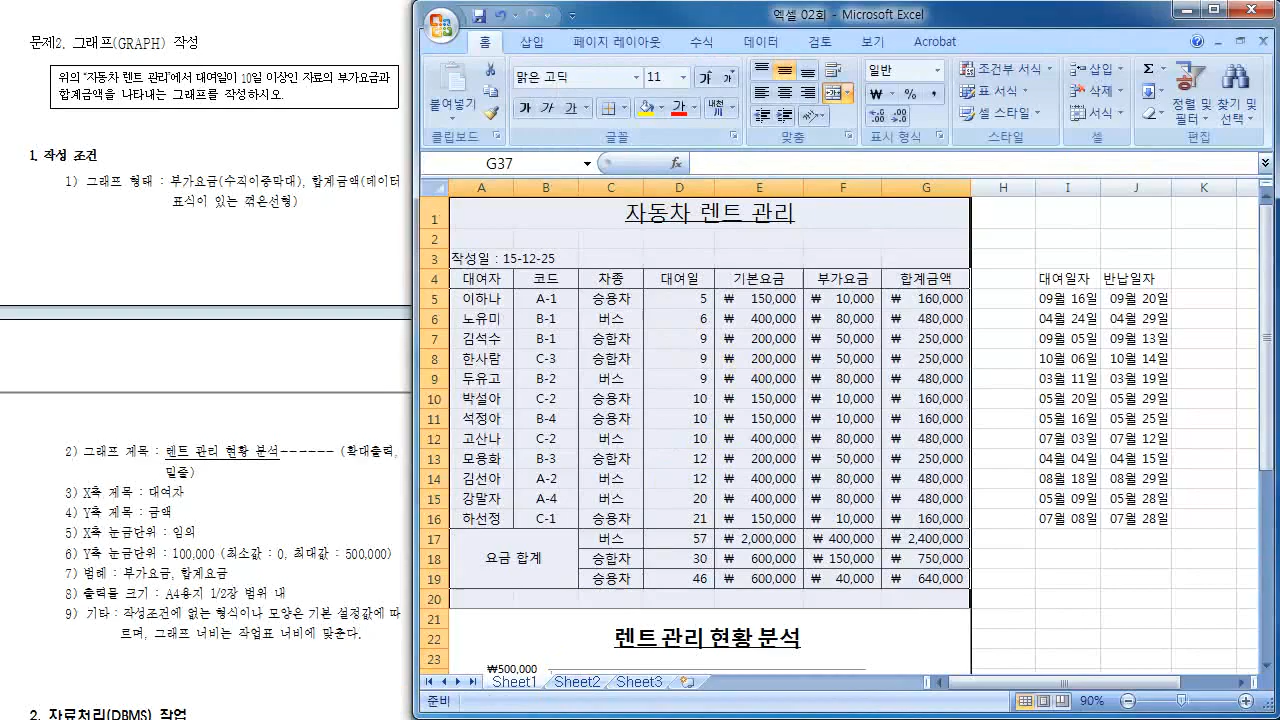 문제2. 그래프(GRAPH) 작성
위의 '자동차 렌트 관리'에서 대여일이 10일 이상인 자료의 부가요금과
합계금액을 나타내는 그래프를 작성하시오.
1. 작성 조건
1) 그래프 형태 : 부가요금(수직이중막대), 합계금액(데이터
표식이 있는 꺾은선형)
2) 그래프 제목 : 렌트 관리 현황 분석------ (확대출력,
밑줄)
3) X축 제목 : 대여자
4) Y축 제목 : 금액
5) X축 눈금단위 : 임의
6) Y축 눈금단위 : 100,000 (최소값 : 0, 최대값 : 500,000)
7) 범례 : 부가요금, 합계요금
8) 출력물 크기 : A4용지 1/2장 범위 내
9) 기타 : 작성조건에 없는 형식이나 모양은 기본 설정값에 따
르며, 그래프 너비는 작업표 너비에 맞춘다.
2. 자료처리(DBMS) 작업
엑셀 02회 - Microsoft Excel
홈 삽입 페이지 레이아웃 수식 데이터 검토 보기 Acrobat
붙여넣기
맑은 고딕 11
가 가
가 가 가 가 내천
일반
₩ % ,
조건부 서식
표 서식
셀 스타일
삽입
삭제
서식
Σ
정렬 및 필터
찾기 및 선택
클립보드 글꼴 맞춤 표시 형식 스타일 셀 편집
G37 fx
A B C D E F G H I J K
1 자동차 렌트 관리
2
3 작성일 : 15-12-25
4 대여자 코드 차종 대여일 기본요금 부가요금 합계금액 대여일자 반납일자
5 이하나 A-1 승용차 5 ₩ 150,000 ₩ 10,000 ₩ 160,000 09월 16일 09월 20일
6 노유미 B-1 버스 6 ₩ 400,000 ₩ 80,000 ₩ 480,000 04월 24일 04월 29일
7 김석수 B-1 승합차 9 ₩ 200,000 ₩ 50,000 ₩ 250,000 09월 05일 09월 13일
8 한사람 C-3 승합차 9 ₩ 200,000 ₩ 50,000 ₩ 250,000 10월 06일 10월 14일
9 두유고 B-2 버스 9 ₩ 400,000 ₩ 80,000 ₩ 480,000 03월 11일 03월 19일
10 박설아 C-2 승용차 10 ₩ 150,000 ₩ 10,000 ₩ 160,000 05월 20일 05월 29일
11 석정아 B-4 승용차 10 ₩ 150,000 ₩ 10,000 ₩ 160,000 05월 16일 05월 25일
12 고산나 C-2 버스 10 ₩ 400,000 ₩ 80,000 ₩ 480,000 07월 03일 07월 12일
13 모용화 B-3 승합차 12 ₩ 200,000 ₩ 50,000 ₩ 250,000 04월 04일 04월 15일
14 김선아 A-2 버스 12 ₩ 400,000 ₩ 80,000 ₩ 480,000 08월 18일 08월 29일
15 강말자 A-4 버스 20 ₩ 400,000 ₩ 80,000 ₩ 480,000 05월 09일 05월 28일
16 하선정 C-1 승용차 21 ₩ 150,000 ₩ 10,000 ₩ 160,000 07월 08일 07월 28일
17 버스 57 ₩ 2,000,000 ₩ 400,000 ₩ 2,400,000
18 요금 합계 승합차 30 ₩ 600,000 ₩ 150,000 ₩ 750,000
19 승용차 46 ₩ 600,000 ₩ 40,000 ₩ 640,000
20
21
22 렌트 관리 현황 분석
23
₩500,000
Sheet1 Sheet2 Sheet3
준비 90%